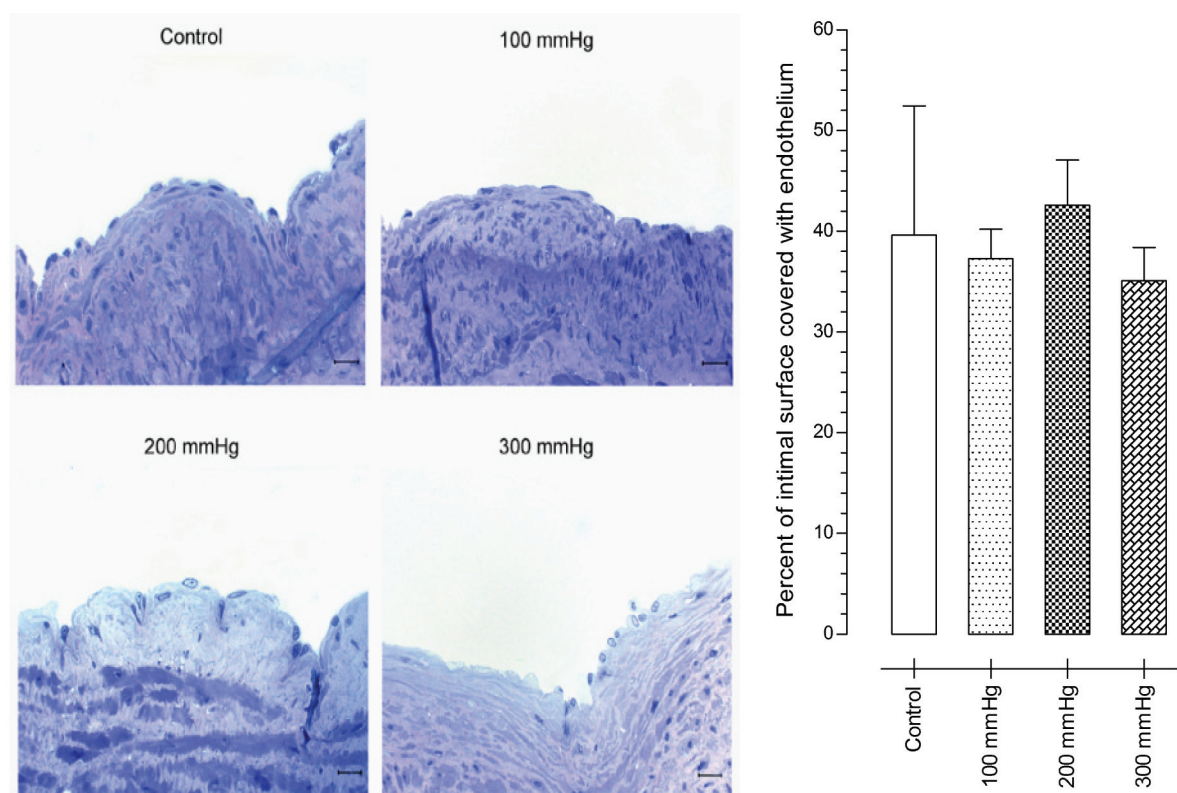 Control
100 mmHg
200 mmHg
300 mmHg
Percent of intimal surface covered with endothelium
60
50
40
30
20
10
0
Control
100 mmHg
200 mmHg
300 mmHg